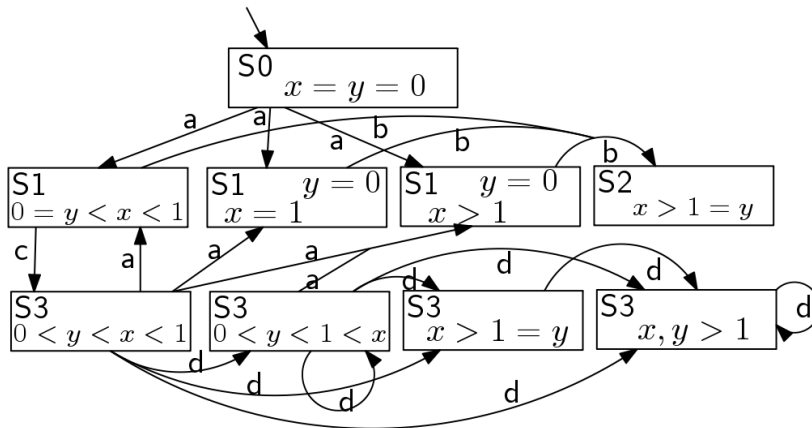 S0
x = y = 0
a a a b b b
S1
0 = y < x < 1
S1 y = 0
x = 1
S1 y = 0
x > 1
S2
x > 1 = y
c a a a a d d d d
S3
0 < y < x < 1
S3
0 < y < 1 < x
S3
x > 1 = y
S3
x, y > 1
d d d d